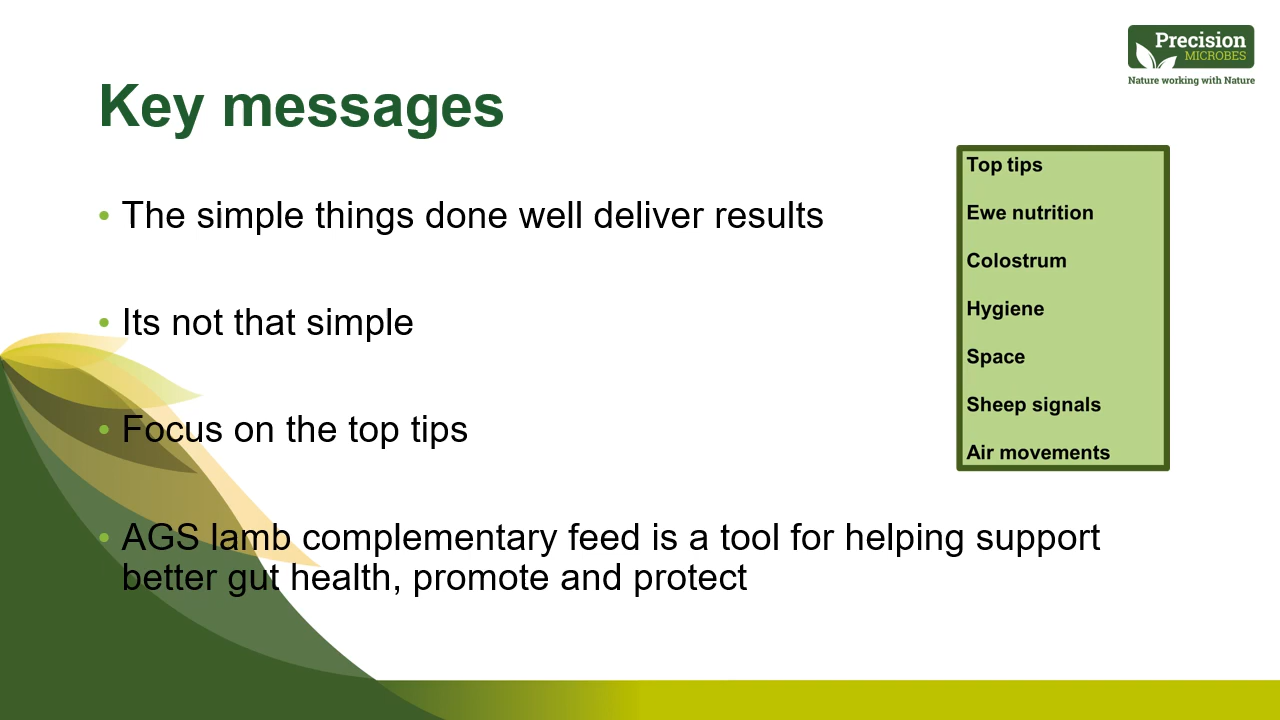 Precision
MICROBES
Nature working with Nature
Key messages
• The simple things done well deliver results
• Its not that simple
• Focus on the top tips
• AGS lamb complementary feed is a tool for helping support
better gut health, promote and protect
Top tips
Ewe nutrition
Colostrum
Hygiene
Space
Sheep signals
Air movements